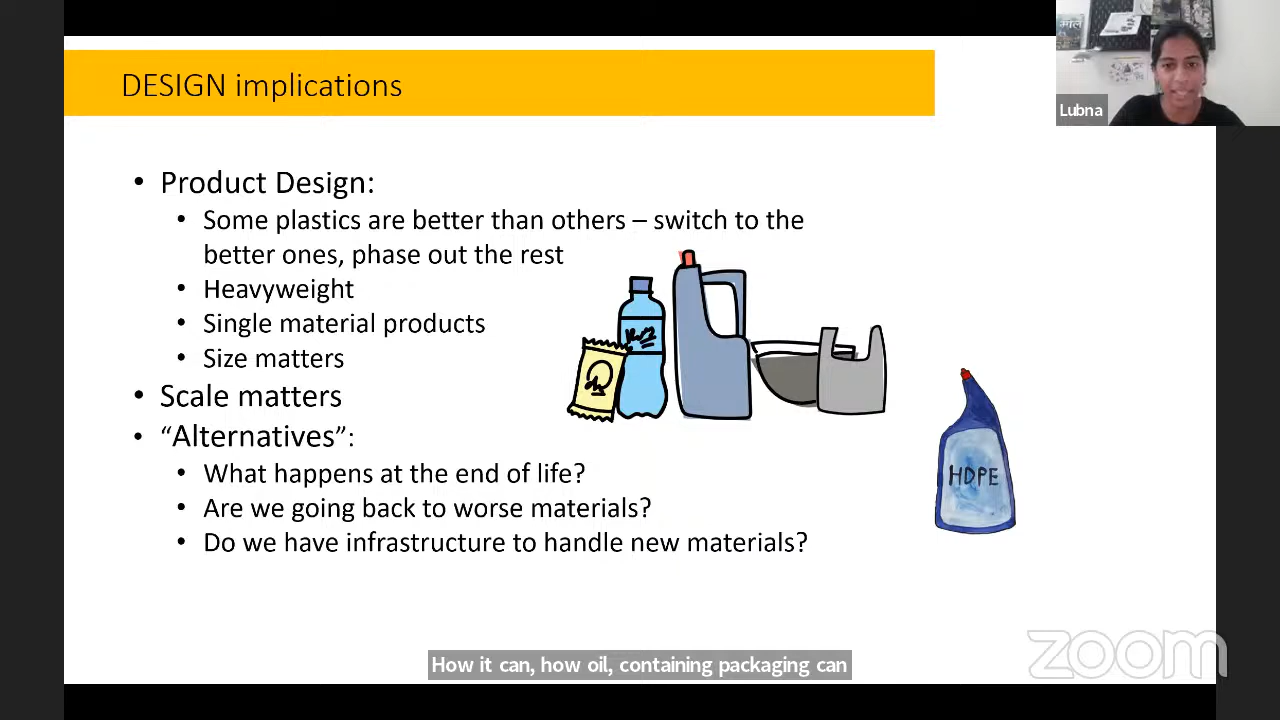 DESIGN implications
Lubna
• Product Design:
• Some plastics are better than others – switch to the
better ones, phase out the rest
• Heavyweight
• Single material products
• Size matters
• Scale matters
• “Alternatives”:
• What happens at the end of life?
• Are we going back to worse materials?
• Do we have infrastructure to handle new materials?
HDPE
How it can, how oil, containing packaging can
zoom